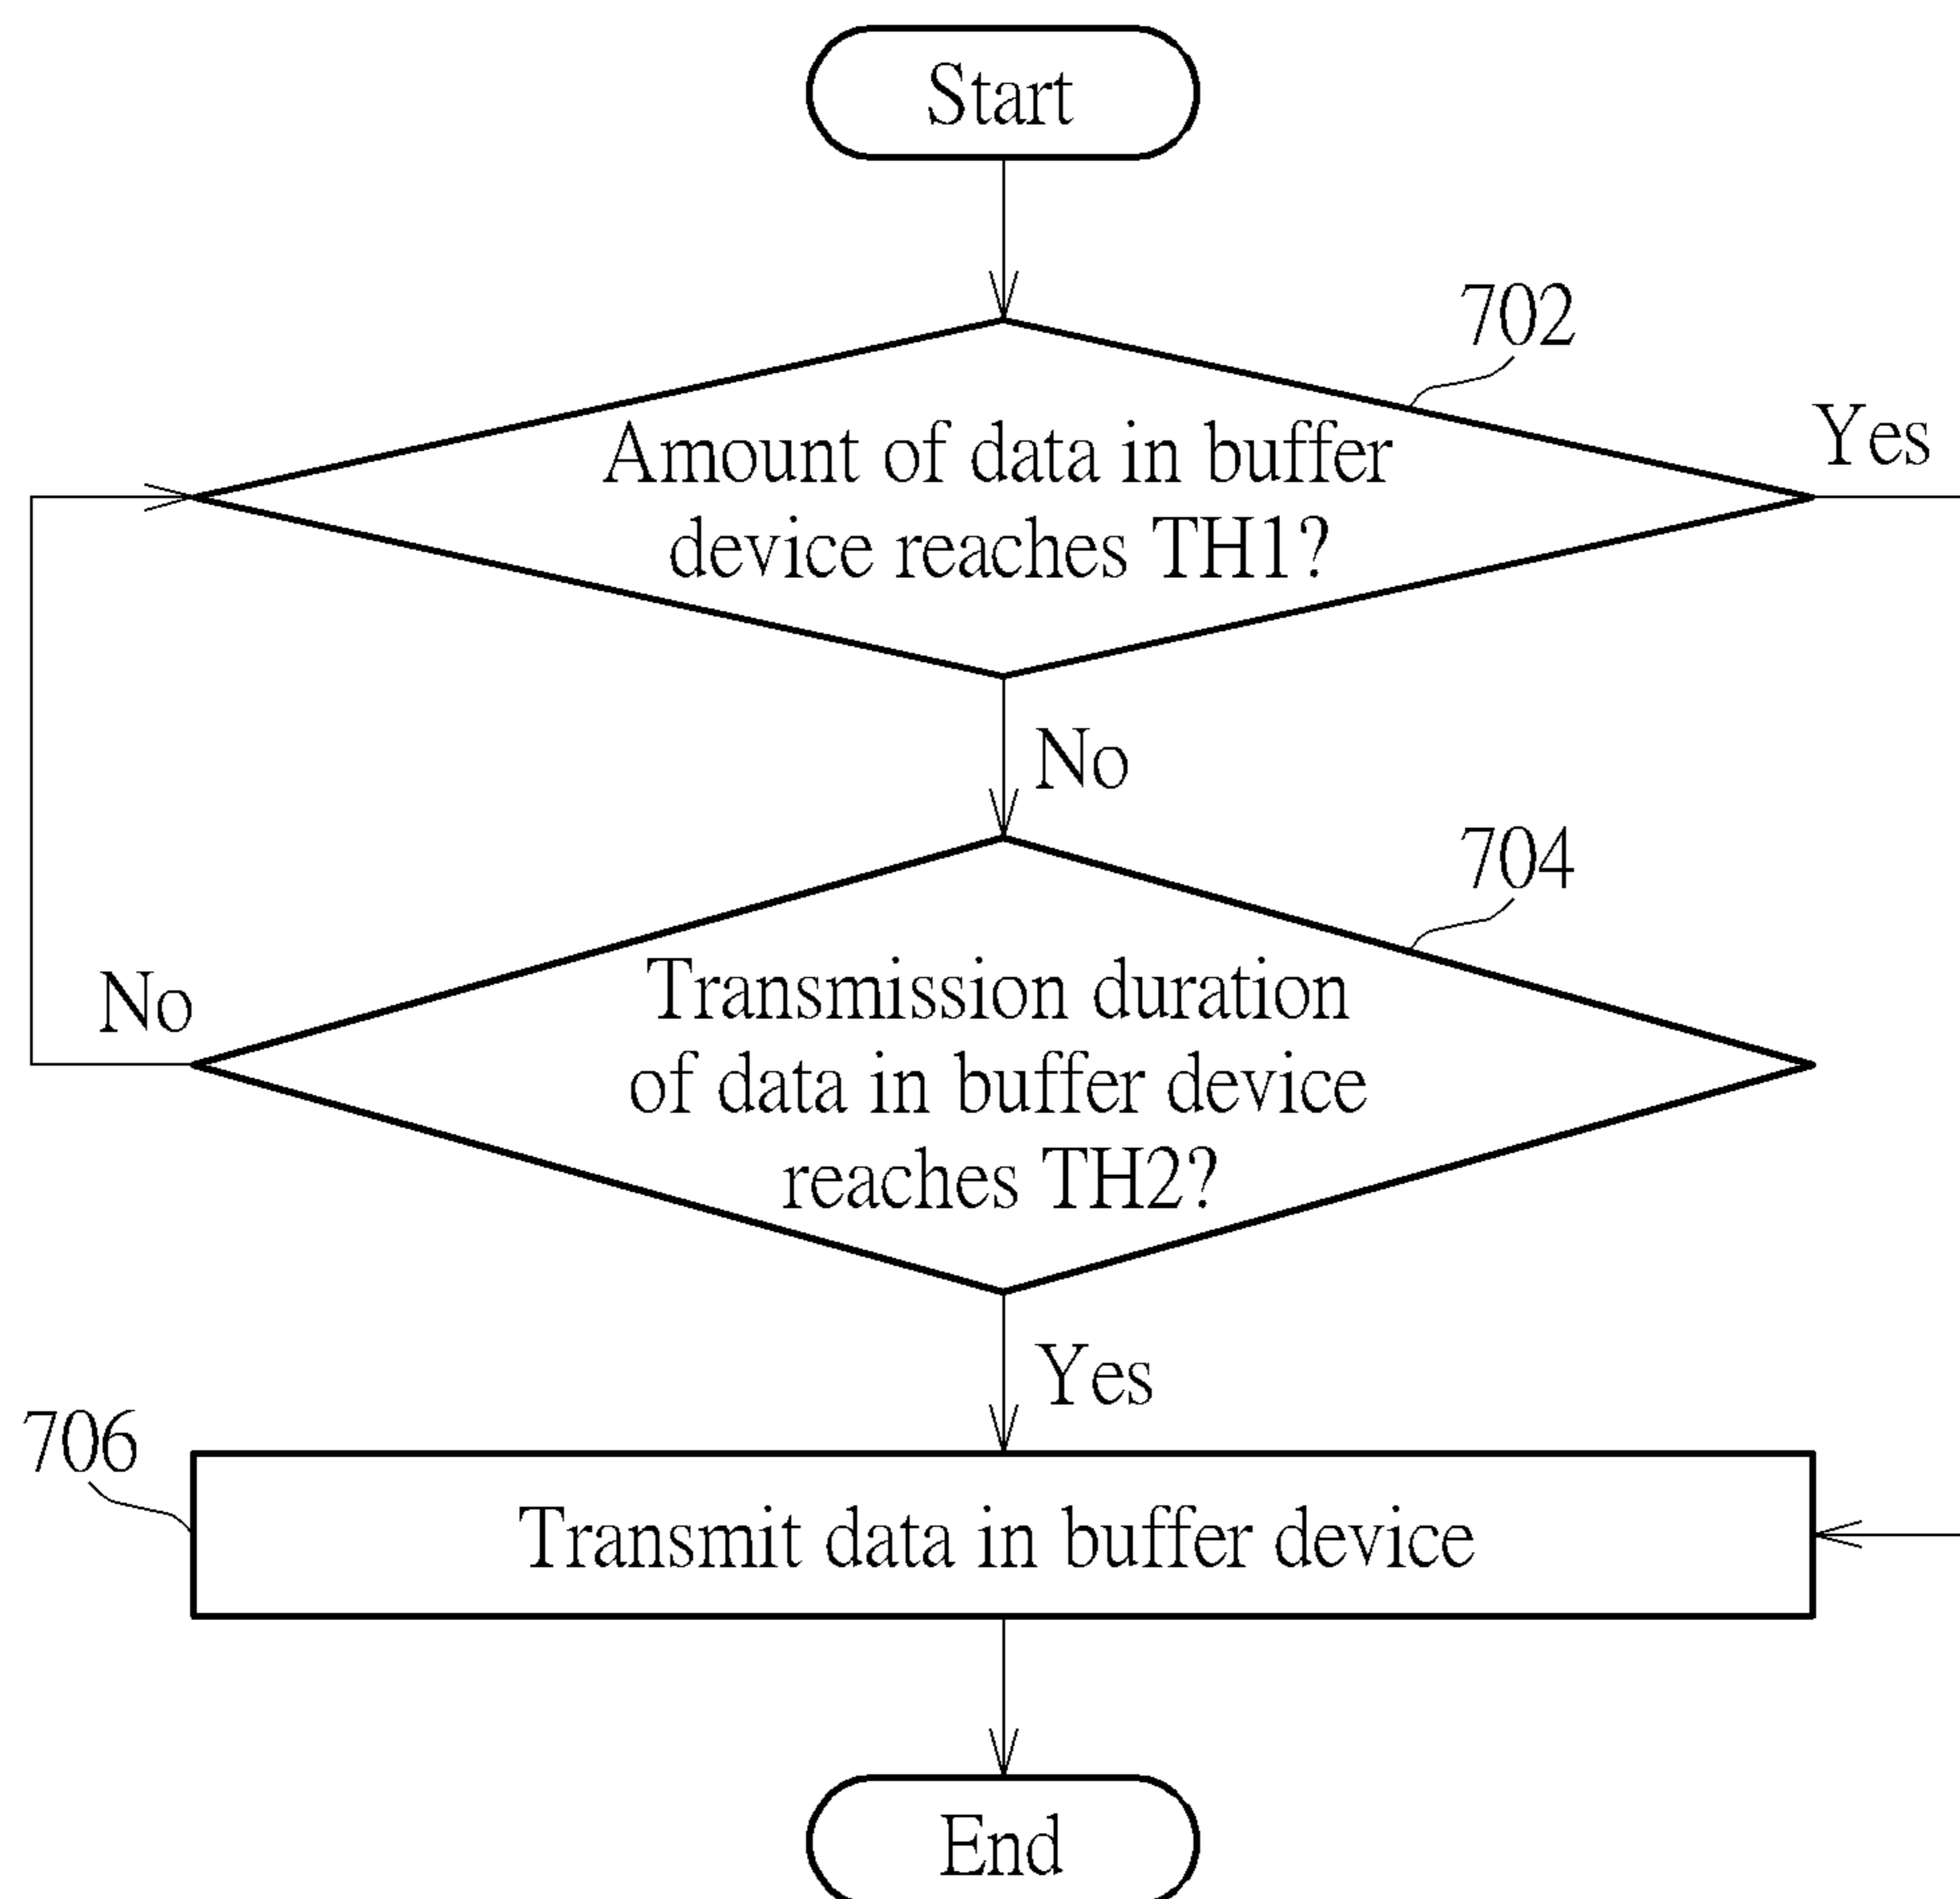 Start
702
Yes
Amount of data in buffer
device reaches TH1?
No
704
No
Transmission duration
of data in buffer device
reaches TH2?
Yes
706
Transmit data in buffer device
End